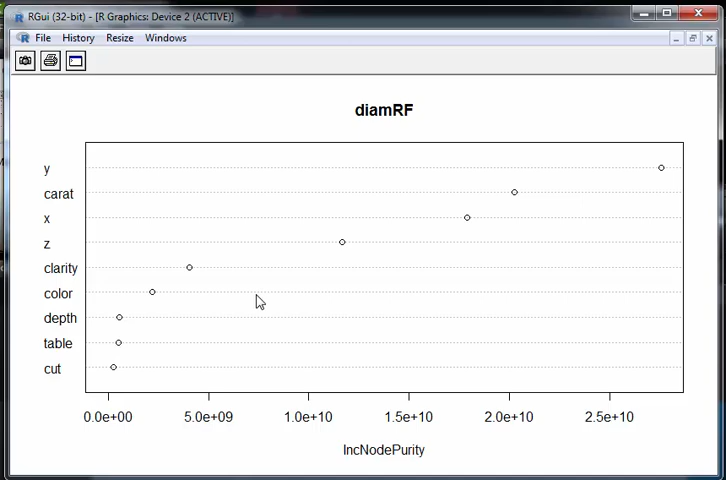 RGui (32-bit) - [R Graphics: Device 2 (ACTIVE)]
File History Resize Windows
diamRF
y
carat
x
z
clarity
color
depth
table
cut
0.0e+00 5.0e+09 1.0e+10 1.5e+10 2.0e+10 2.5e+10
IncNodePurity